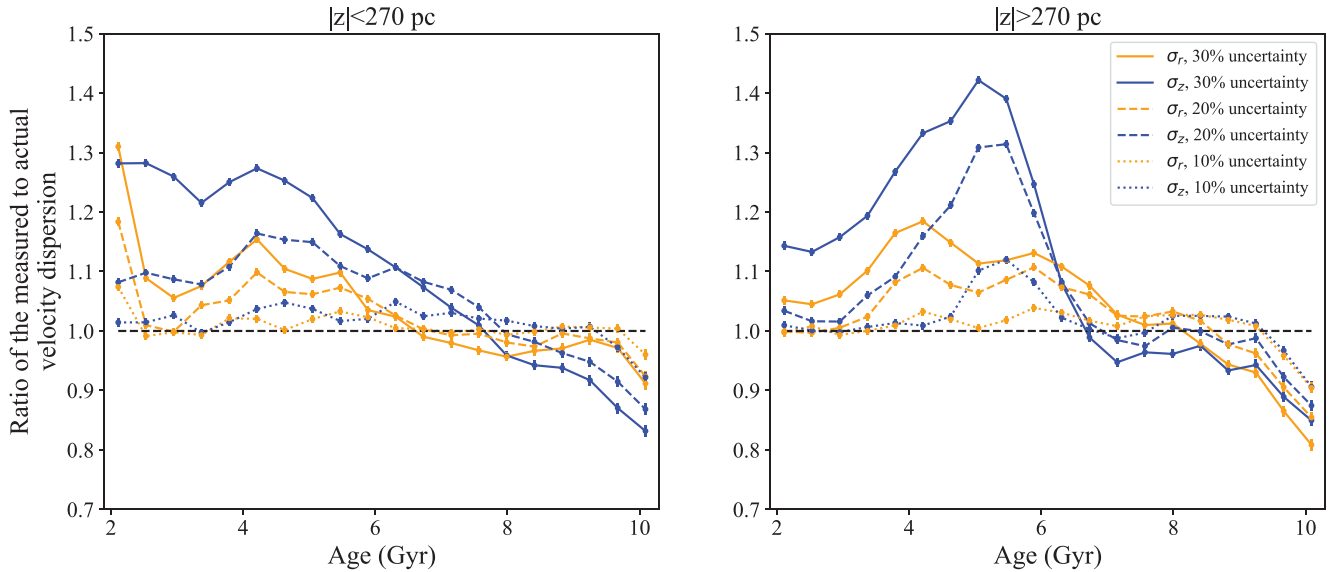 |z|<270 pc
|z|>270 pc
Ratio of the measured to actual
velocity dispersion
1.5
1.4
1.3
1.2
1.1
1.0
0.9
0.8
0.7
2
4
6
8
10
Age (Gyr)
1.5
1.4
1.3
1.2
1.1
1.0
0.9
0.8
0.7
2
4
6
8
10
Age (Gyr)
σr, 30% uncertainty
σz, 30% uncertainty
σr, 20% uncertainty
σz, 20% uncertainty
σr, 10% uncertainty
σz, 10% uncertainty